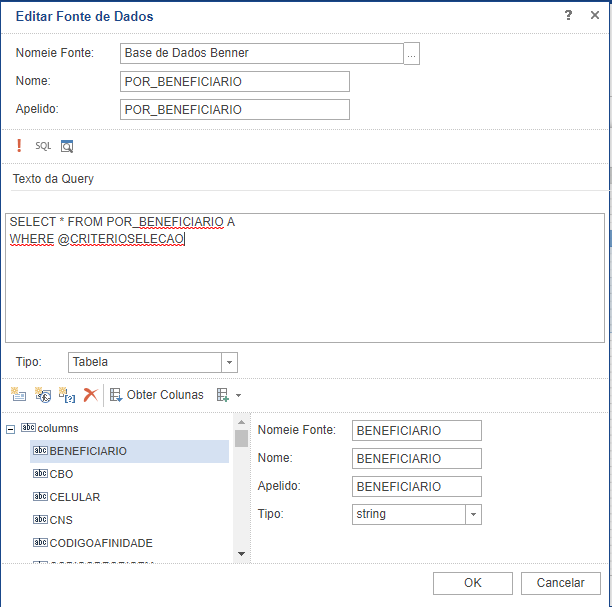 Editar Fonte de Dados ? ×
Nomeie Fonte: Base de Dados Benner ...
Nome: POR_BENEFICIARIO
Apelido: POR_BENEFICIARIO
! SQL
Texto da Query
SELECT * FROM POR_BENEFICIARIO A
WHERE @CRITERIOSELECAO
Tipo: Tabela
Obter Colunas
columns
BENEFICIARIO
CBO
CELULAR
CNS
CODIGOAFINIDADE
Nomeie Fonte: BENEFICIARIO
Nome: BENEFICIARIO
Apelido: BENEFICIARIO
Tipo: string
OK Cancelar